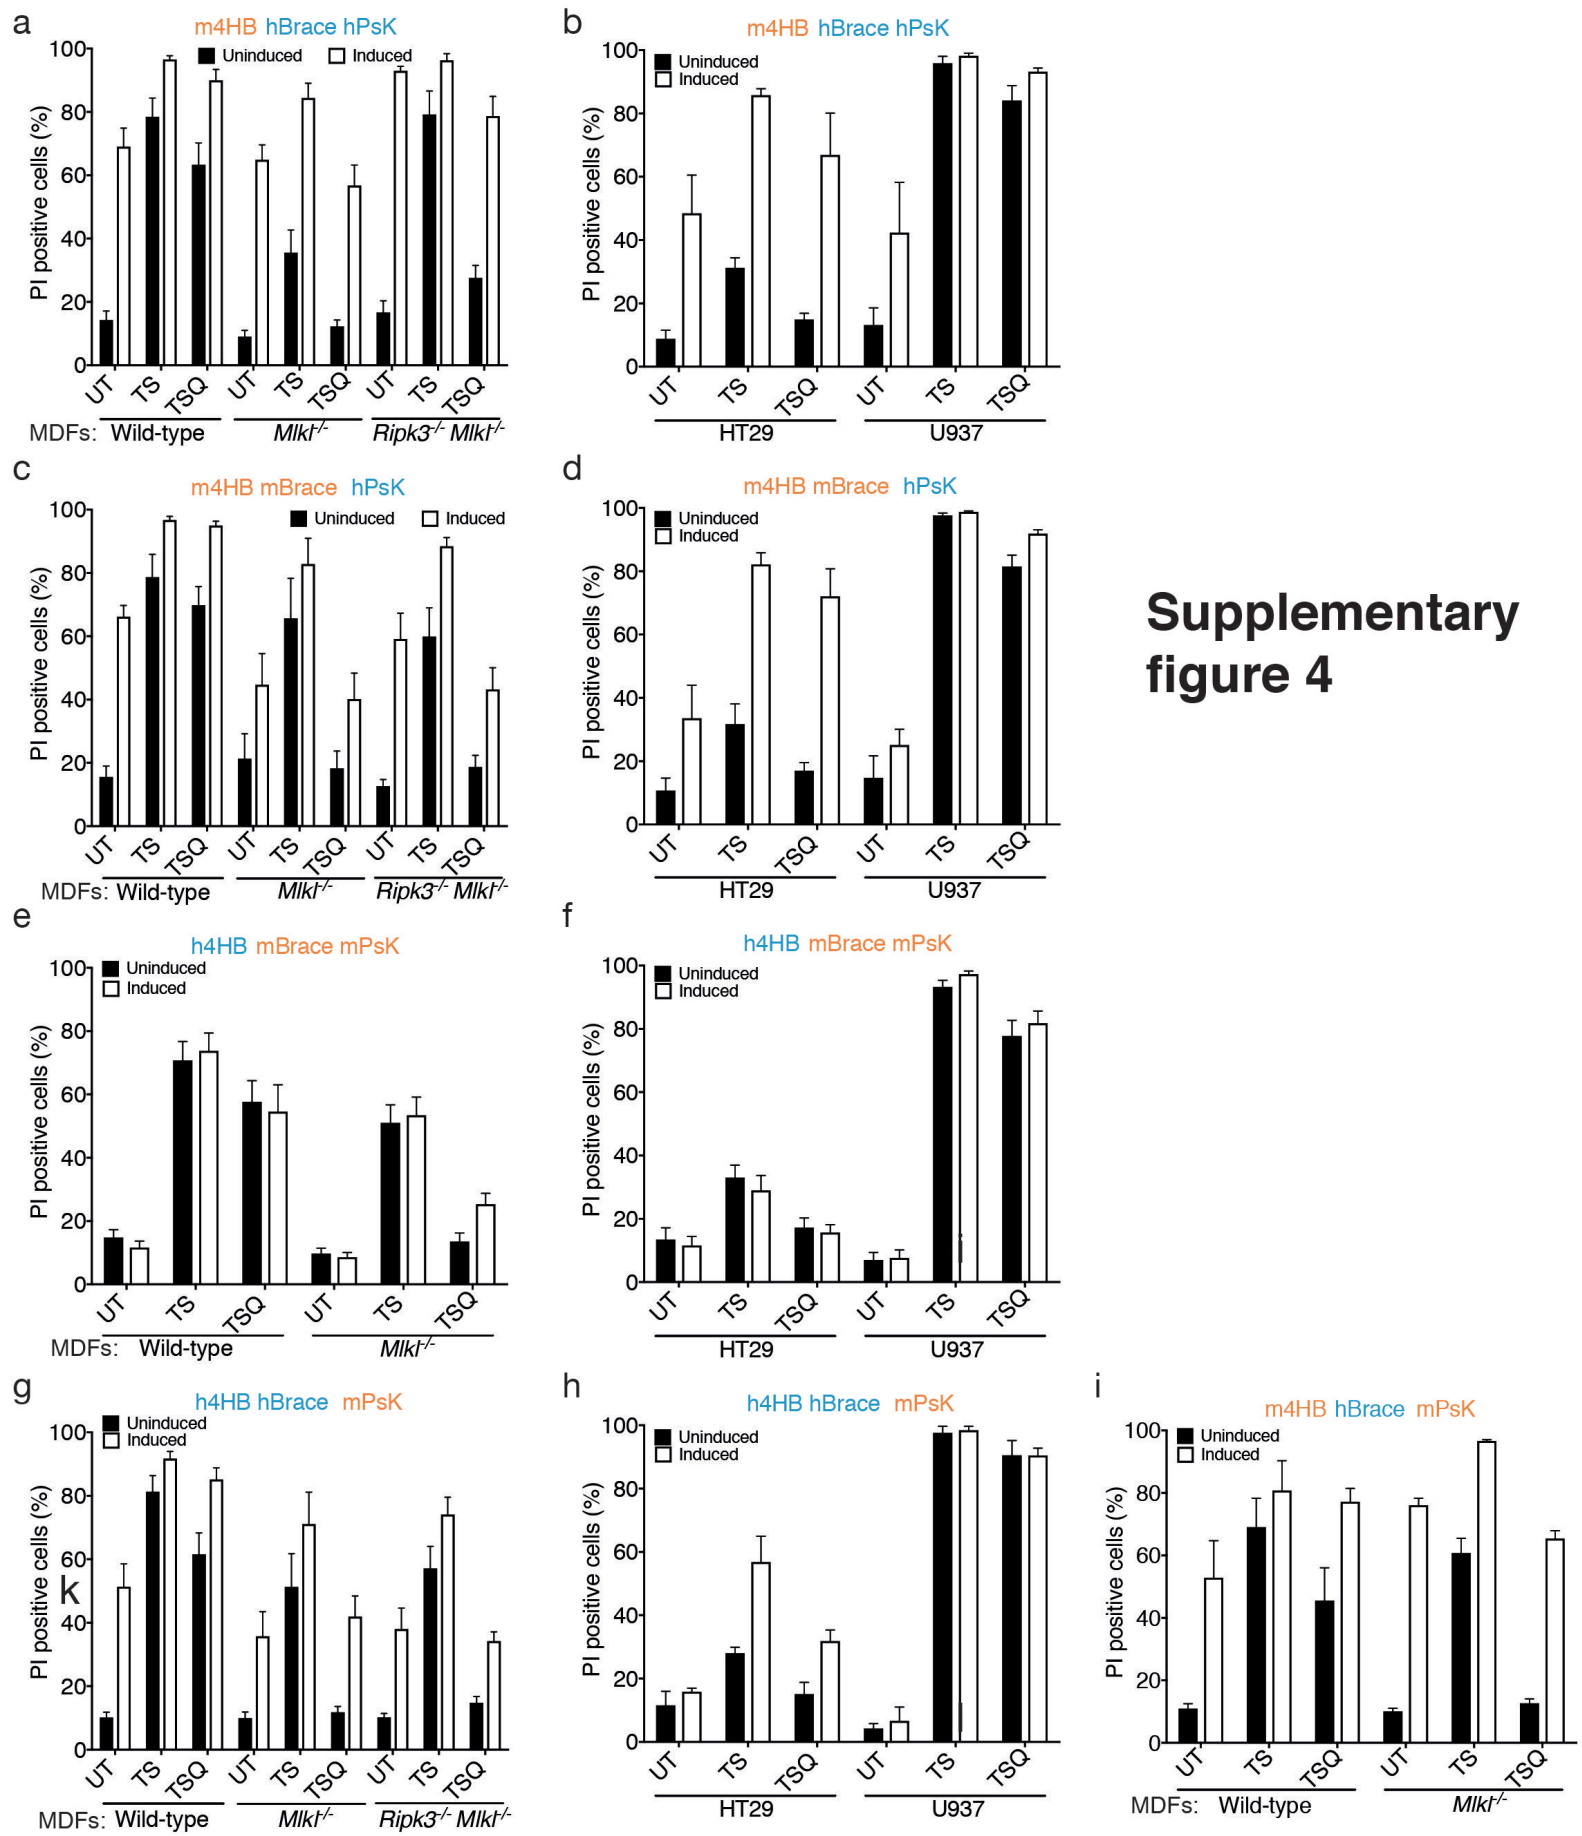 a
m4HB hBrace hPsK
Uninduced Induced
PI positive cells (%)
100
80
60
40
20
0
UT TS TSQ UT TS TSQ UT TS TSQ
MDFs: Wild-type Mlkl-/- Ripk3-/- Mlkl-/-
b
m4HB hBrace hPsK
Uninduced
Induced
PI positive cells (%)
100
80
60
40
20
0
UT TS TSQ UT TS TSQ
HT29 U937
c
m4HB mBrace hPsK
Uninduced Induced
PI positive cells (%)
100
80
60
40
20
0
UT TS TSQ UT TS TSQ UT TS TSQ
MDFs: Wild-type Mlkl-/- Ripk3-/- Mlkl-/-
d
m4HB mBrace hPsK
Uninduced
Induced
PI positive cells (%)
100
80
60
40
20
0
UT TS TSQ UT TS TSQ
HT29 U937
Supplementary
figure 4
e
h4HB mBrace mPsK
Uninduced
Induced
PI positive cells (%)
100
80
60
40
20
0
UT TS TSQ UT TS TSQ
MDFs: Wild-type Mlkl-/-
f
h4HB mBrace mPsK
Uninduced
Induced
PI positive cells (%)
100
80
60
40
20
0
UT TS TSQ UT TS TSQ
HT29 U937
g
h4HB hBrace mPsK
Uninduced
Induced
PI positive cells (%)
100
80
60
k
40
20
0
UT TS TSQ UT TS TSQ UT TS TSQ
MDFs: Wild-type Mlkl-/- Ripk3-/- Mlkl-/-
h
h4HB hBrace mPsK
Uninduced
Induced
PI positive cells (%)
100
80
60
40
20
0
UT TS TSQ UT TS TSQ
HT29 U937
i
m4HB hBrace mPsK
Uninduced
Induced
PI positive cells (%)
100
80
60
40
20
0
UT TS TSQ UT TS TSQ
MDFs: Wild-type Mlkl-/-